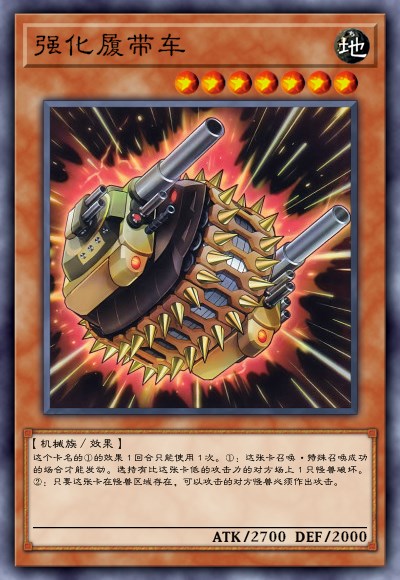 强化履带车
地
【机械族/效果】
这个卡名的①的效果1回合只能使用1次。①：这张卡召唤·特殊召唤成功
的场合才能发动。选持有比这张卡低的攻击力的对方场上1只怪兽破坏。
②：只要这张卡在怪兽区域存在，可以攻击的对方怪兽必须作出攻击。
ATK/2700 DEF/2000